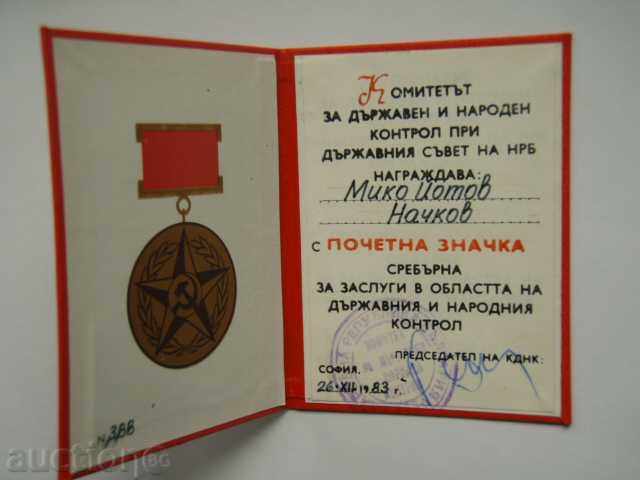 Комитетът
за държавен и народен
контрол при
държавния съвет на НРБ
награждава:
Мико Йотов
Начков
с ПОЧЕТНА ЗНАЧКА
сребърна
за заслуги в областта на
държавния и народния
контрол
Председател на КДНК:
София,
26.XII.1983 г.
auction BG